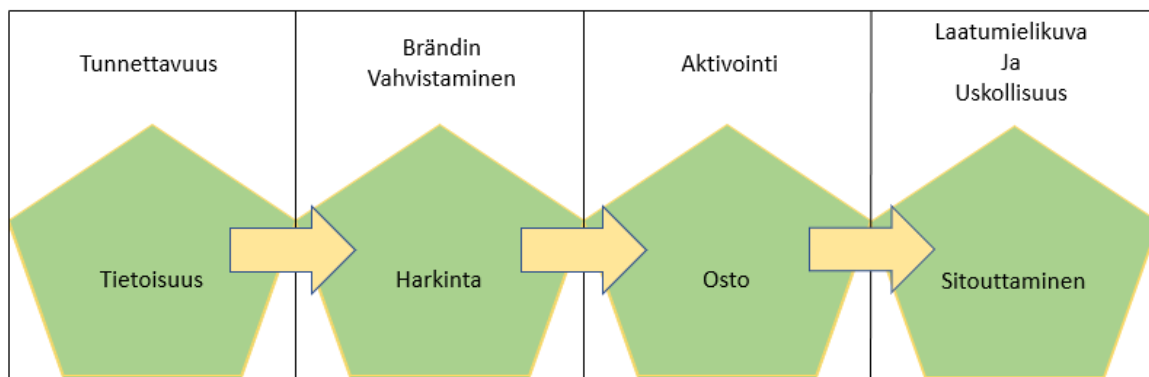 Tunnettavuus
Brändin
Vahvistaminen
Aktivointi
Laatumielikuva
Ja
Uskollisuus
Tietoisuus
Harkinta
Osto
Sitouttaminen